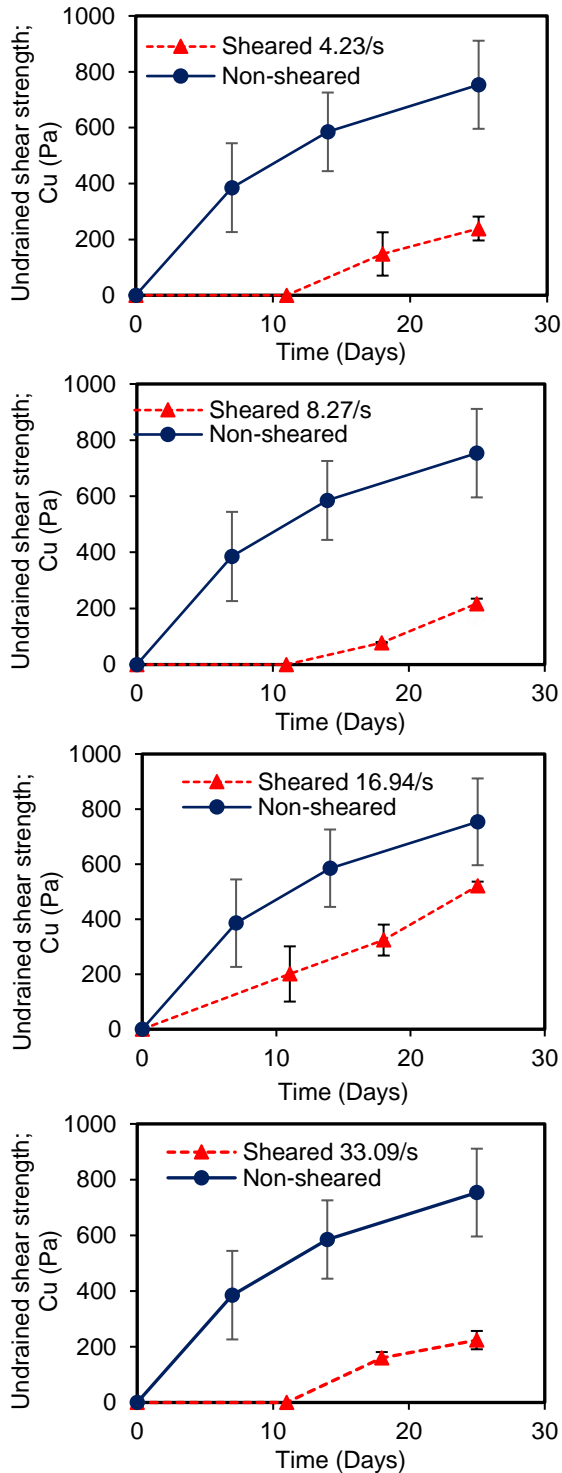 Undrained shear strength;
Cu (Pa)
1000
800
600
400
200
0
Sheared 4.23/s
Non-sheared
0 10 20 30
Time (Days)
Undrained shear strength;
Cu (Pa)
1000
800
600
400
200
0
Sheared 8.27/s
Non-sheared
0 10 20 30
Time (Days)
Undrained shear strength;
Cu (Pa)
1000
800
600
400
200
0
Sheared 16.94/s
Non-sheared
0 10 20 30
Time (Days)
Undrained shear strength;
Cu (Pa)
1000
800
600
400
200
0
Sheared 33.09/s
Non-sheared
0 10 20 30
Time (Days)